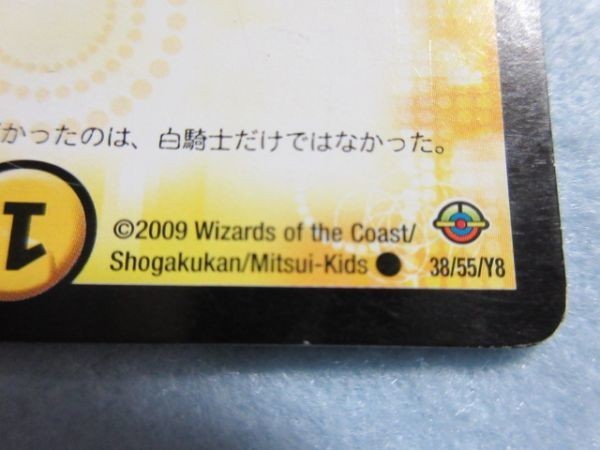 かったのは、白騎士だけではなかった。
1
©2009 Wizards of the Coast/
Shogakukan/Mitsui-Kids ● 38/55/Y8